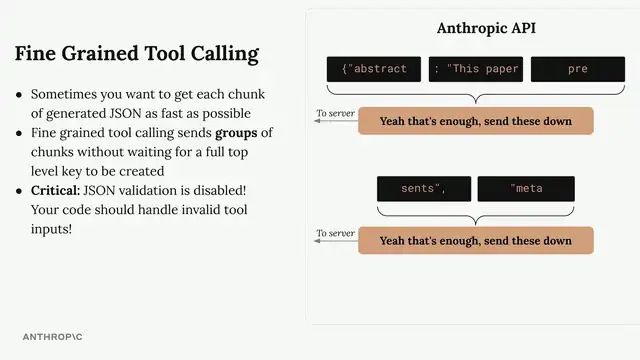 Fine Grained Tool Calling
● Sometimes you want to get each chunk
of generated JSON as fast as possible
● Fine grained tool calling sends groups of
chunks without waiting for a full top
level key to be created
● Critical: JSON validation is disabled!
Your code should handle invalid tool
inputs!
Anthropic API
{"abstract : "This paper pre
To server
Yeah that's enough, send these down
sents", "meta
To server
Yeah that's enough, send these down
ANTHROP\C